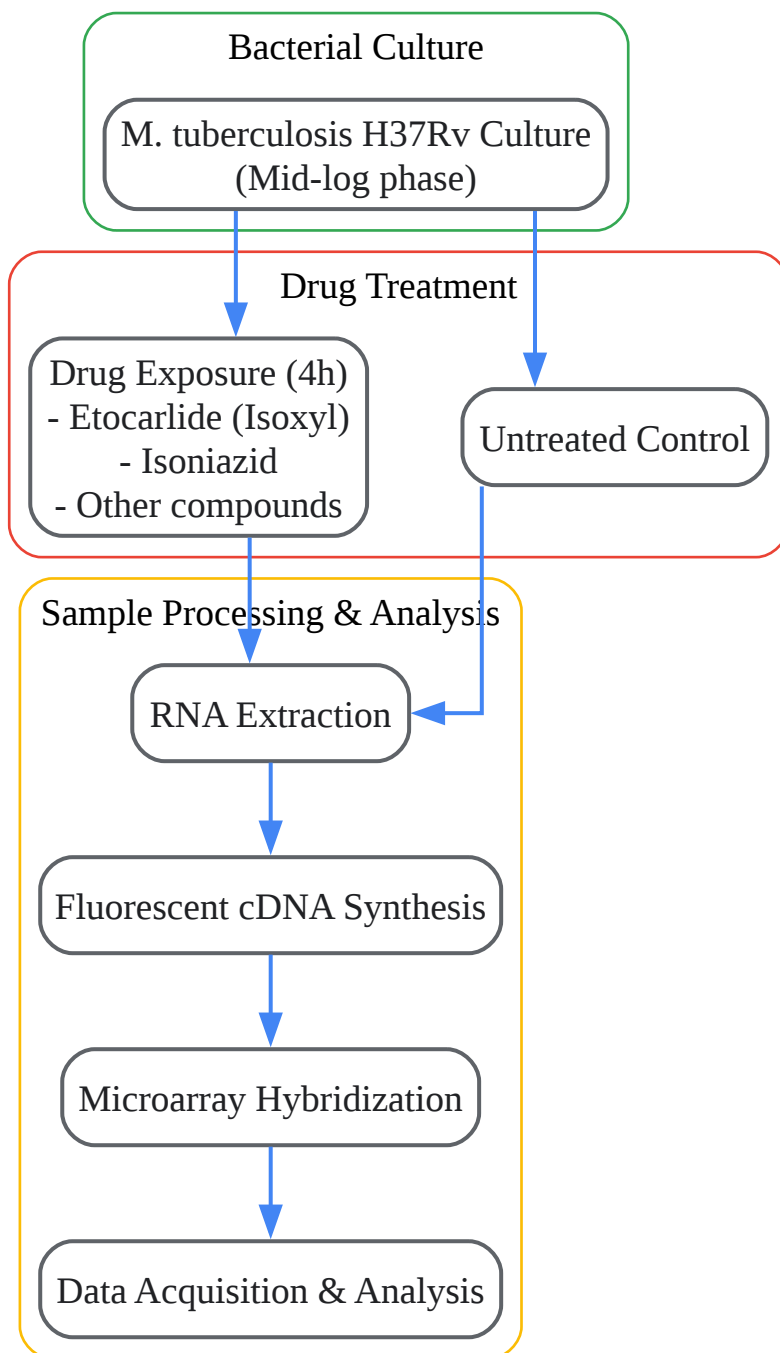 Bacterial Culture
M. tuberculosis H37Rv Culture
(Mid-log phase)
Drug Treatment
Drug Exposure (4h)
- Etocarlide (Isoxyl)
- Isoniazid
- Other compounds
Untreated Control
Sample Processing & Analysis
RNA Extraction
Fluorescent cDNA Synthesis
Microarray Hybridization
Data Acquisition & Analysis